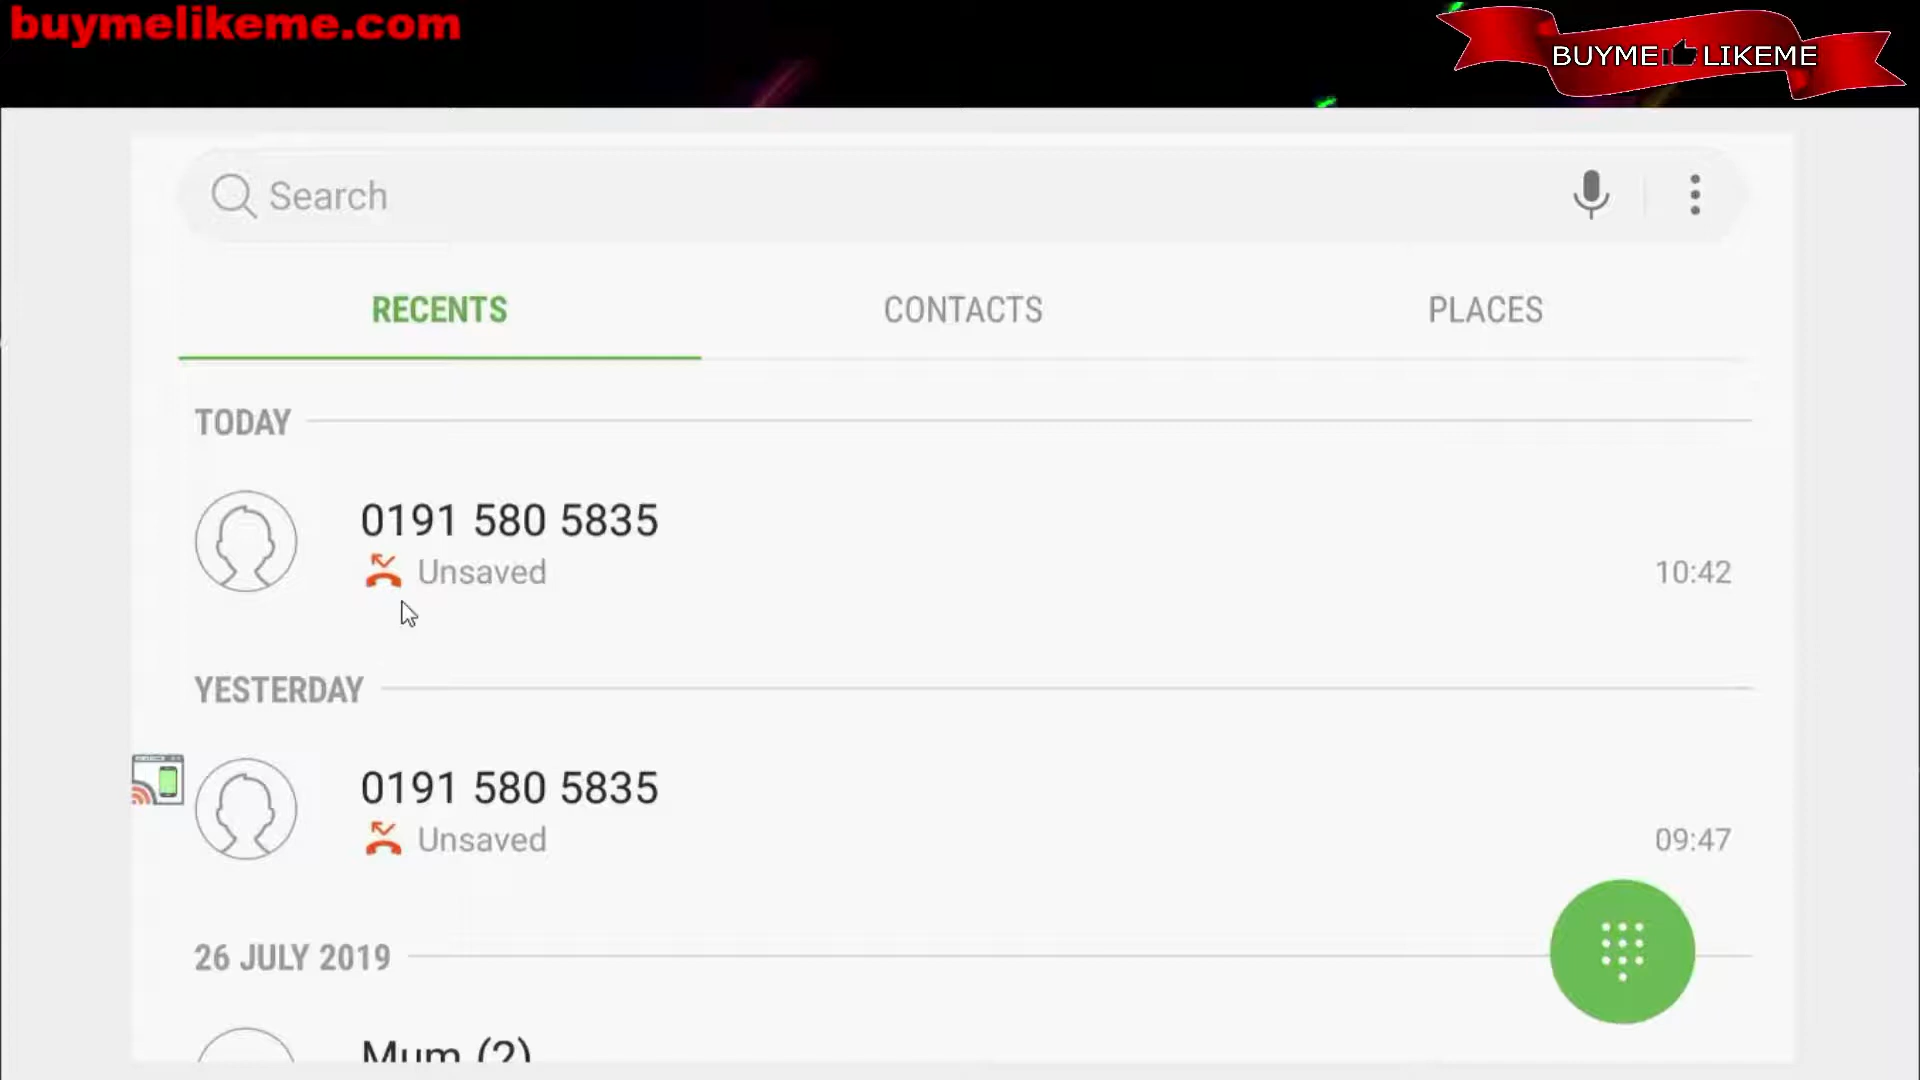 buymelikeme.com
BUYME LIKEME
Search
RECENTS CONTACTS PLACES
TODAY
0191 580 5835
Unsaved 10:42
YESTERDAY
0191 580 5835
Unsaved 09:47
26 JULY 2019
Mum (2)